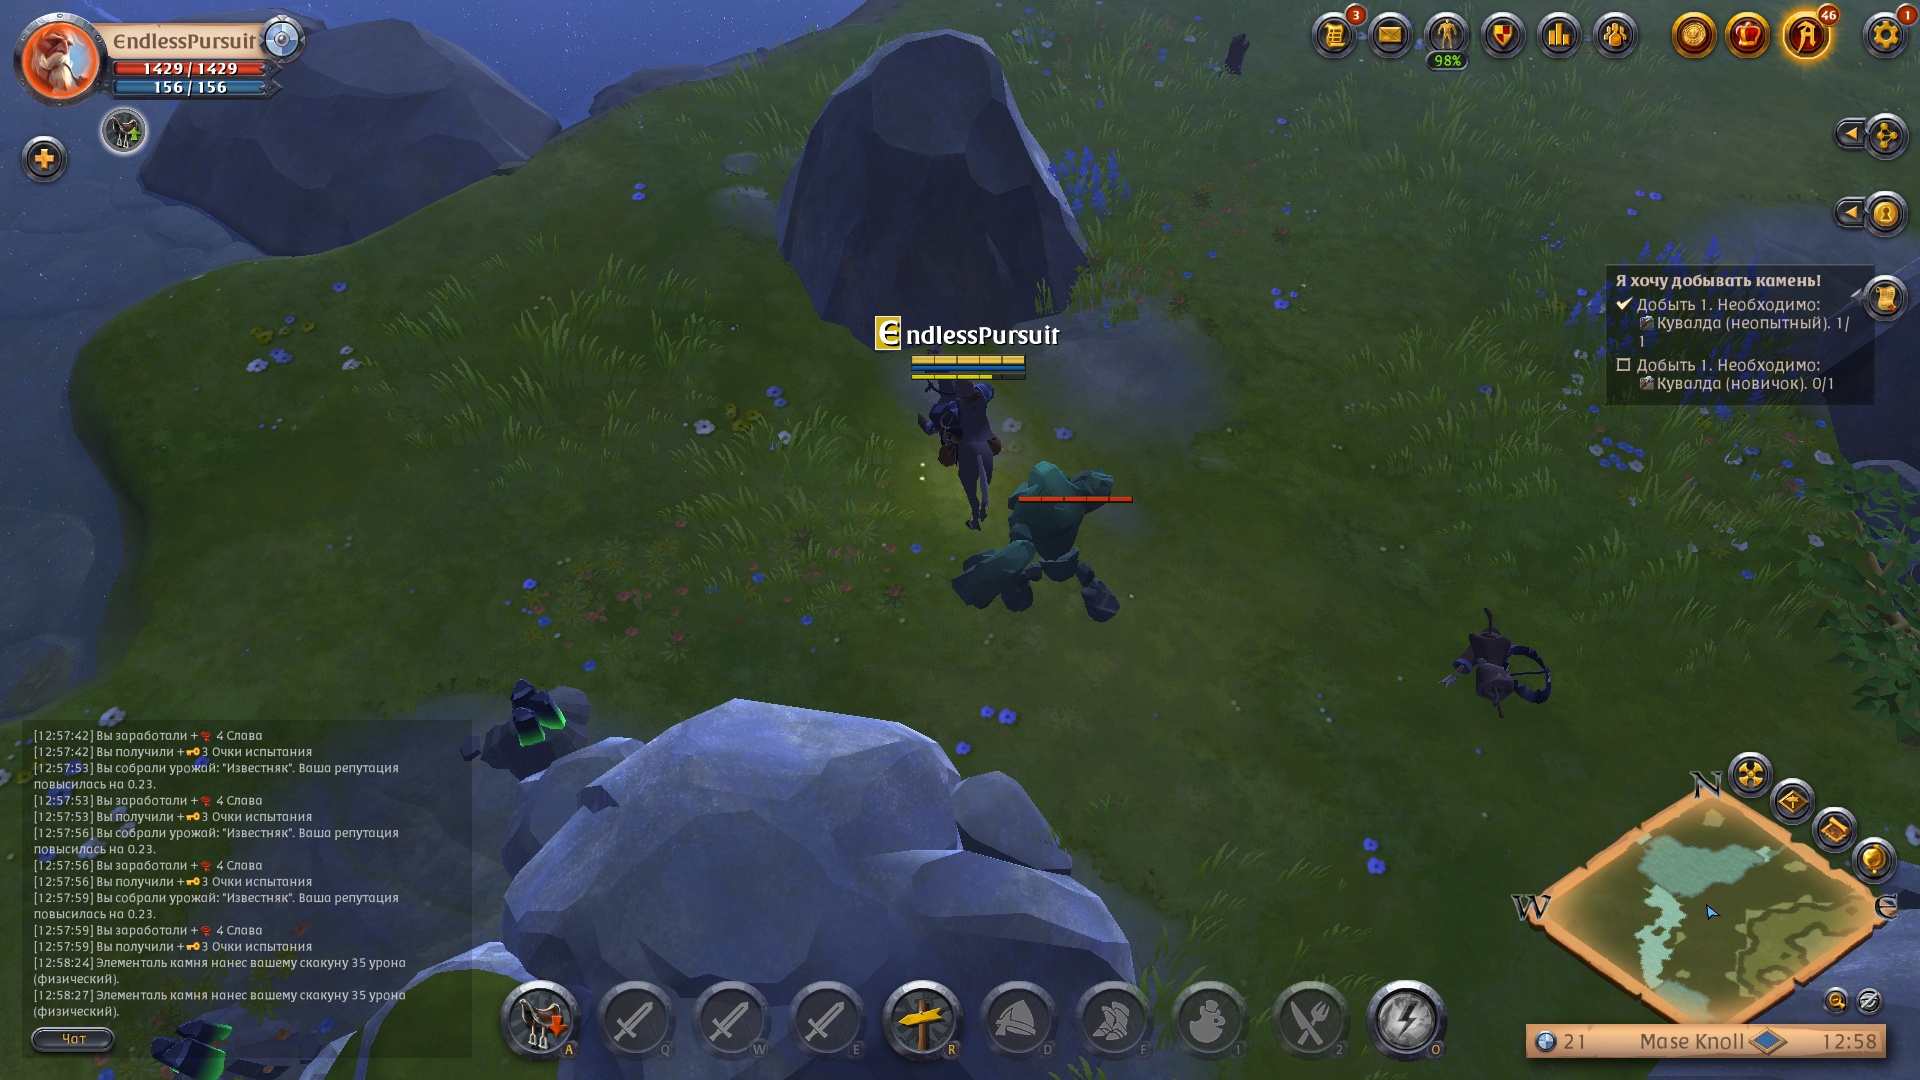 EndlessPursuit
1429 / 1429
156 / 156
3
98%
46
1
Я хочу добывать камень!
Добыть 1. Необходимо:
Кувалда (неопытный). 1/
1
Добыть 1. Необходимо:
Кувалда (новичок). 0/1
EndlessPursuit
[12:57:42] Вы заработали + 4 Слава
[12:57:42] Вы получили + 3 Очки испытания
[12:57:53] Вы собрали урожай: "Известняк". Ваша репутация
повысилась на 0.23.
[12:57:53] Вы заработали + 4 Слава
[12:57:53] Вы получили + 3 Очки испытания
[12:57:56] Вы собрали урожай: "Известняк". Ваша репутация
повысилась на 0.23.
[12:57:56] Вы заработали + 4 Слава
[12:57:56] Вы получили + 3 Очки испытания
[12:57:59] Вы собрали урожай: "Известняк". Ваша репутация
повысилась на 0.23.
[12:57:59] Вы заработали + 4 Слава
[12:57:59] Вы получили + 3 Очки испытания
[12:58:24] Элементаль камня нанес вашему скакуну 35 урона
(физический).
[12:58:27] Элементаль камня нанес вашему скакуну 35 урона
(физический).
Чат
A
Q
W
E
R
D
F
1
2
O
N
W
E
21 Mase Knoll 12:58